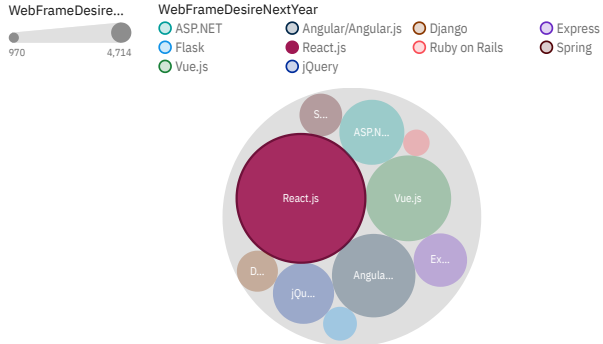 WebFrameDesire...
970 4,714
WebFrameDesireNextYear
ASP.NET Angular/Angular.js Django Express
Flask React.js Ruby on Rails Spring
Vue.js jQuery
S...
ASP.N...
React.js Vue.js
Ex...
D... Angula...
jQu...